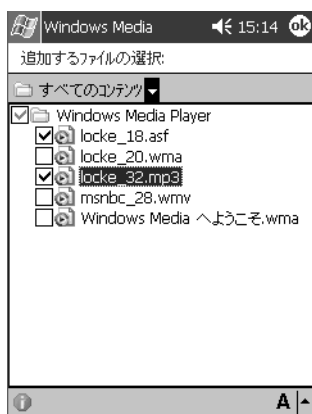 Windows Media 15:14 ok
追加するファイルの選択:
すべてのコンテンツ
Windows Media Player
locke_18.asf
locke_20.wma
locke_32.mp3
msnbc_28.wmv
Windows Media へようこそ.wma
A